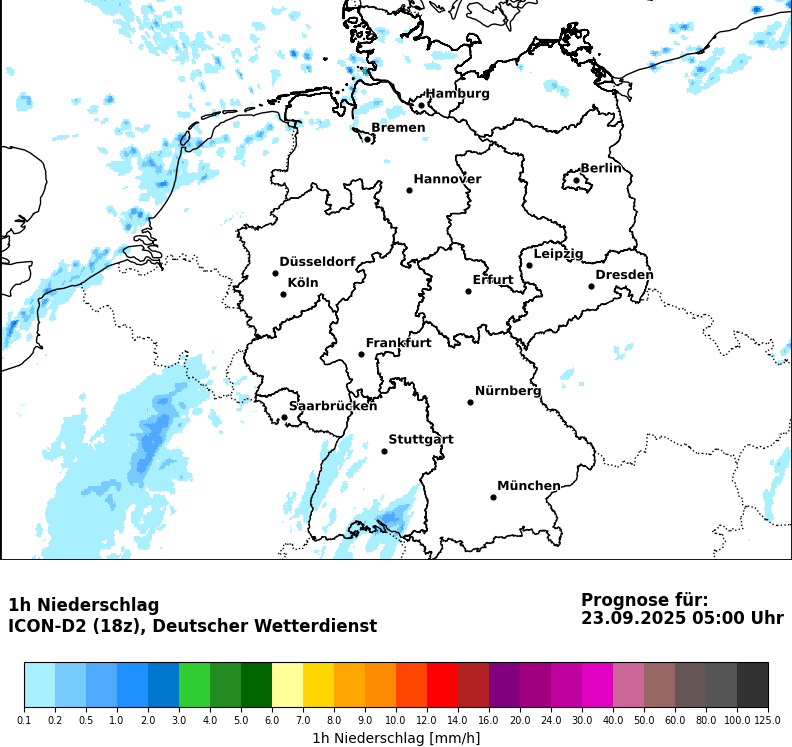 Hamburg
Bremen
Berlin
Hannover
Leipzig
Düsseldorf
Dresden
Köln
Erfurt
Frankfurt
Nürnberg
Saarbrücken
Stuttgart
München
1h Niederschlag
ICON-D2 (18z), Deutscher Wetterdienst
Prognose für:
23.09.2025 05:00 Uhr
0.1 0.2 0.5 1.0 2.0 3.0 4.0 5.0 6.0 7.0 8.0 9.0 10.0 12.0 14.0 16.0 20.0 24.0 30.0 40.0 50.0 60.0 80.0 100.0 125.0
1h Niederschlag [mm/h]